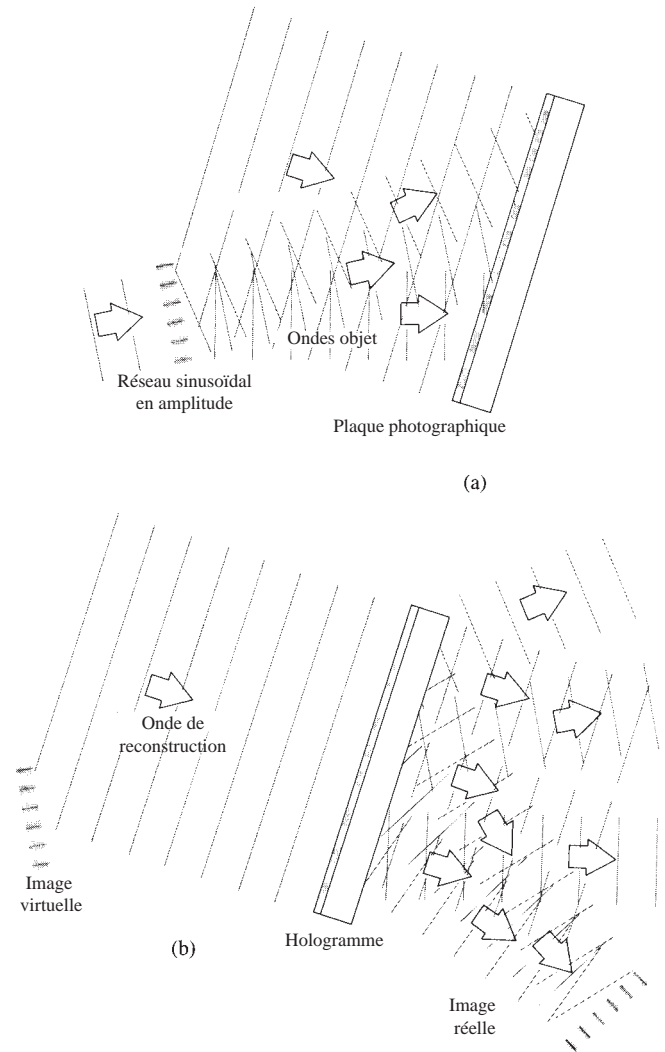 Ondes objet
Réseau sinusoïdal
en amplitude
Plaque photographique
(a)
Onde de
reconstruction
Image
virtuelle
(b)
Hologramme
Image
réelle